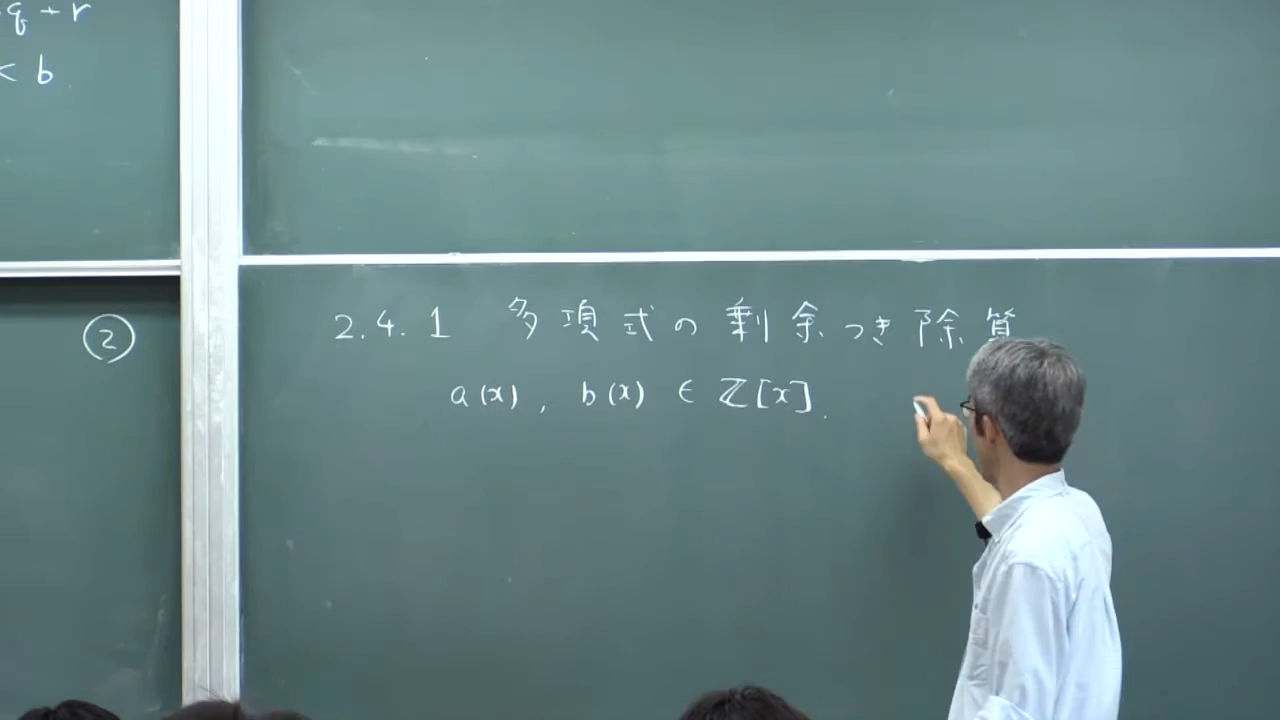 q + r
< b
②
2.4.1 多項式の剰余つき除算
a(x), b(x) ∈ ℤ[x].